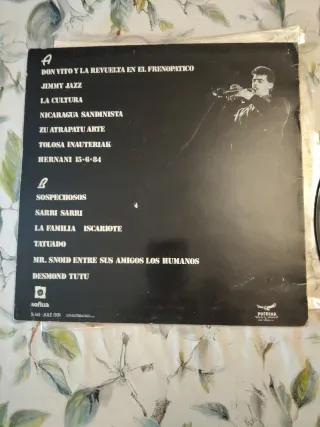 A
DON VITO Y LA REVUELTA EN EL FRENOPATICO
JIMMY JAZZ
LA CULTURA
NICARAGUA SANDINISTA
ZU ATRAPATU ARTE
TOLOSA INAUTERIAK
HERNANI 15-6-84
B
SOSPECHOSOS
SARRI SARRI
LA FAMILIA ISCARIOTE
TATUADO
MR. SNOID ENTRE SUS AMIGOS LOS HUMANOS
DESMOND TUTU
soñua